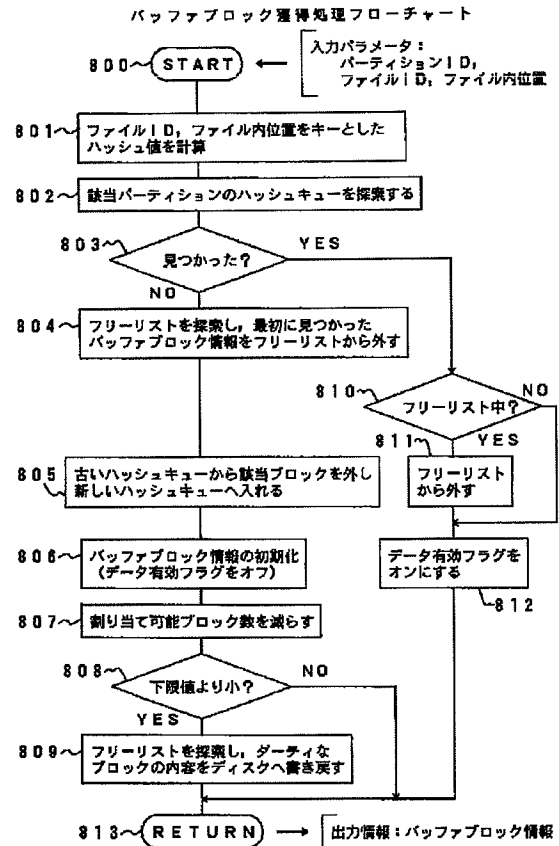 バッファブロック獲得処理フローチャート
800 START
入力パラメータ：
パーティションID，
ファイルID，ファイル内位置
801 ファイルID，ファイル内位置をキーとした
ハッシュ値を計算
802 該当パーティションのハッシュキューを探索する
803 見つかった？
YES
NO
804 フリーリストを探索し，最初に見つかった
バッファブロック情報をフリーリストから外す
810 フリーリスト中？
NO
YES
811 フリーリスト
から外す
805 古いハッシュキューから該当ブロックを外し
新しいハッシュキューへ入れる
806 バッファブロック情報の初期化
（データ有効フラグをオフ）
データ有効フラグを
オンにする
812
807 割り当て可能ブロック数を減らす
808 下限値より小？
NO
YES
809 フリーリストを探索し，ダーティな
ブロックの内容をディスクへ書き戻す
813 RETURN
出力情報：バッファブロック情報